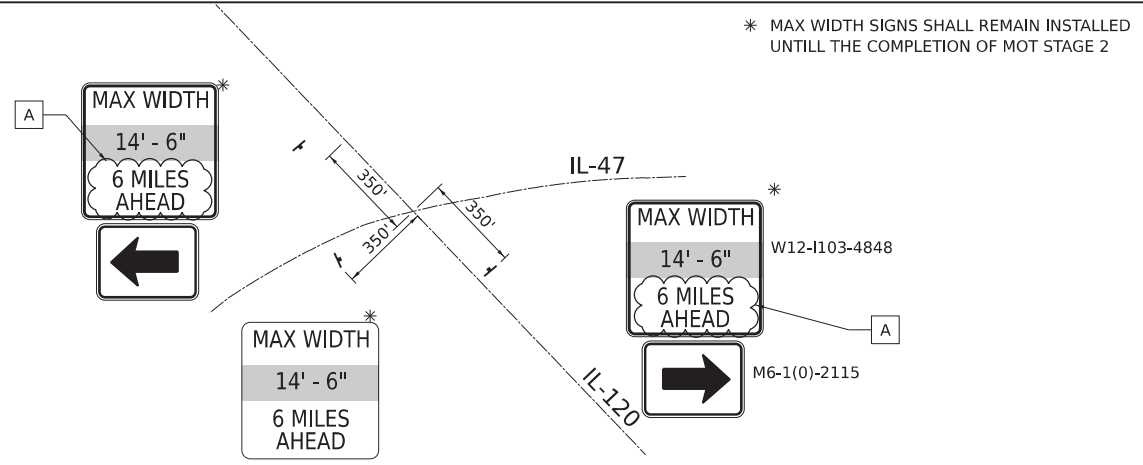 ✳ MAX WIDTH SIGNS SHALL REMAIN INSTALLED
UNTILL THE COMPLETION OF MOT STAGE 2
✳
A
MAX WIDTH
14' - 6"
6 MILES
AHEAD
350'
350'
350'
IL-47
IL-120
✳
MAX WIDTH
14' - 6"
6 MILES
AHEAD
W12-I103-4848
A
M6-1(0)-2115
✳
MAX WIDTH
14' - 6"
6 MILES
AHEAD